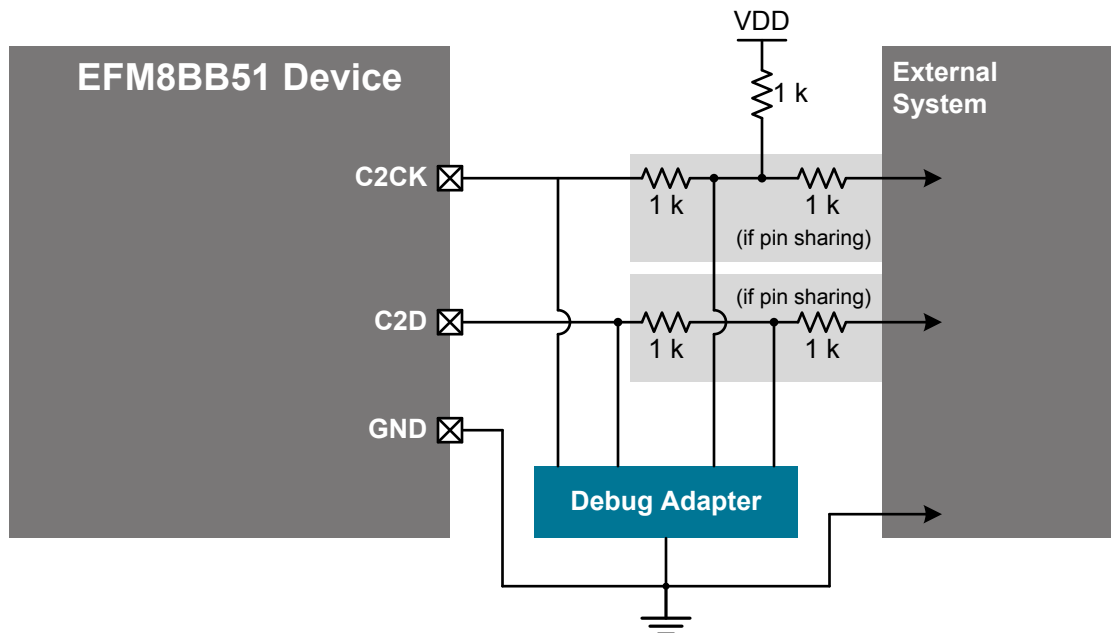 VDD
EFM8BB51 Device
External
System
1 k
C2CK
1 k
1 k
(if pin sharing)
(if pin sharing)
C2D
1 k
1 k
GND
Debug Adapter